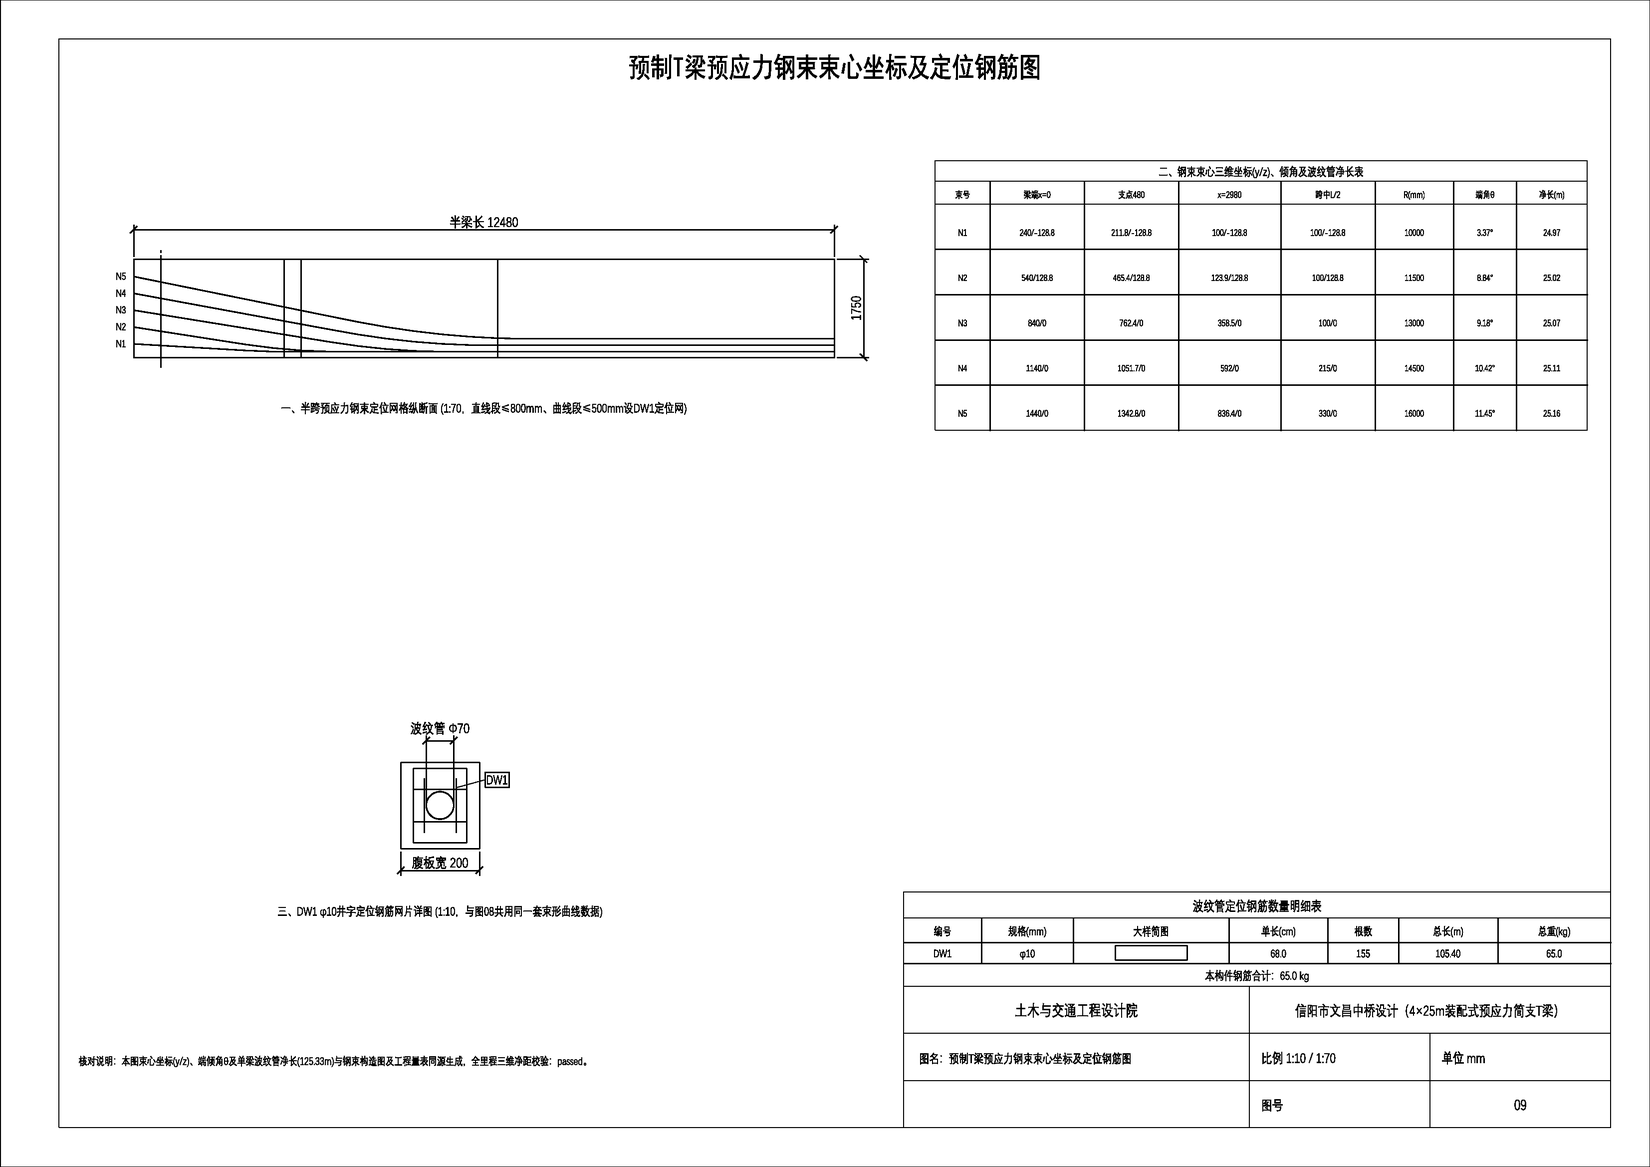 预制T梁预应力钢束束心坐标及定位钢筋图
半梁长 12480
N5
N4
N3
N2
N1
1750
一、半跨预应力钢束定位网格纵断面 (1:70，直线段≤800mm、曲线段≤500mm设DW1定位网)
二、钢束束心三维坐标(y/z)、倾角及波纹管净长表
束号 梁端x=0 支点480 x=2980 跨中L/2 R(mm) 端角θ 净长(m)
N1 240/-128.8 211.8/-128.8 100/-128.8 100/-128.8 10000 3.37° 24.97
N2 540/128.8 465.4/128.8 123.9/128.8 100/128.8 11500 8.84° 25.02
N3 840/0 762.4/0 358.5/0 100/0 13000 9.18° 25.07
N4 1140/0 1051.7/0 592/0 215/0 14500 10.42° 25.11
N5 1440/0 1342.8/0 836.4/0 330/0 16000 11.45° 25.16
波纹管 Φ70
DW1
腹板宽 200
三、DW1 φ10井字定位钢筋网片详图 (1:10，与图08共用同一套束形曲线数据)
核对说明：本图束心坐标(y/z)、端倾角θ及单梁波纹管净长(125.33m)与钢束构造图及工程量表同源生成，全里程三维净距校验：passed。
波纹管定位钢筋数量明细表
编号 规格(mm) 大样简图 单长(cm) 根数 总长(m) 总重(kg)
DW1 φ10 68.0 155 105.40 65.0
本构件钢筋合计：65.0 kg
土木与交通工程设计院 信阳市文昌中桥设计（4×25m装配式预应力简支T梁）
图名：预制T梁预应力钢束束心坐标及定位钢筋图 比例 1:10 / 1:70 单位 mm
图号 09